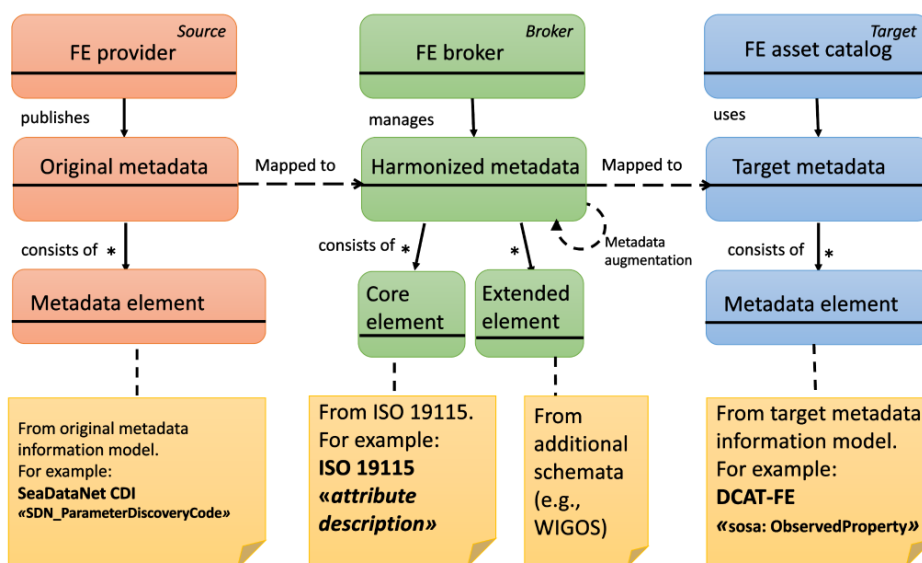 Source
FE provider
Broker
FE broker
Target
FE asset catalog
publishes
manages
uses
Original metadata
Mapped to
Harmonized metadata
Mapped to
Target metadata
consists of *
consists of *
*
Metadata
augmentation
consists of
*
Metadata element
Core
element
Extended
element
Metadata element
From original metadata
information model.
For example:
SeaDataNet CDI
«SDN_ParameterDiscoveryCode»
From ISO 19115.
For example:
ISO 19115
«attribute
description»
From
additional
schemata
(e.g.,
WIGOS)
From target metadata
information model.
For example:
DCAT-FE
«sosa: ObservedProperty»